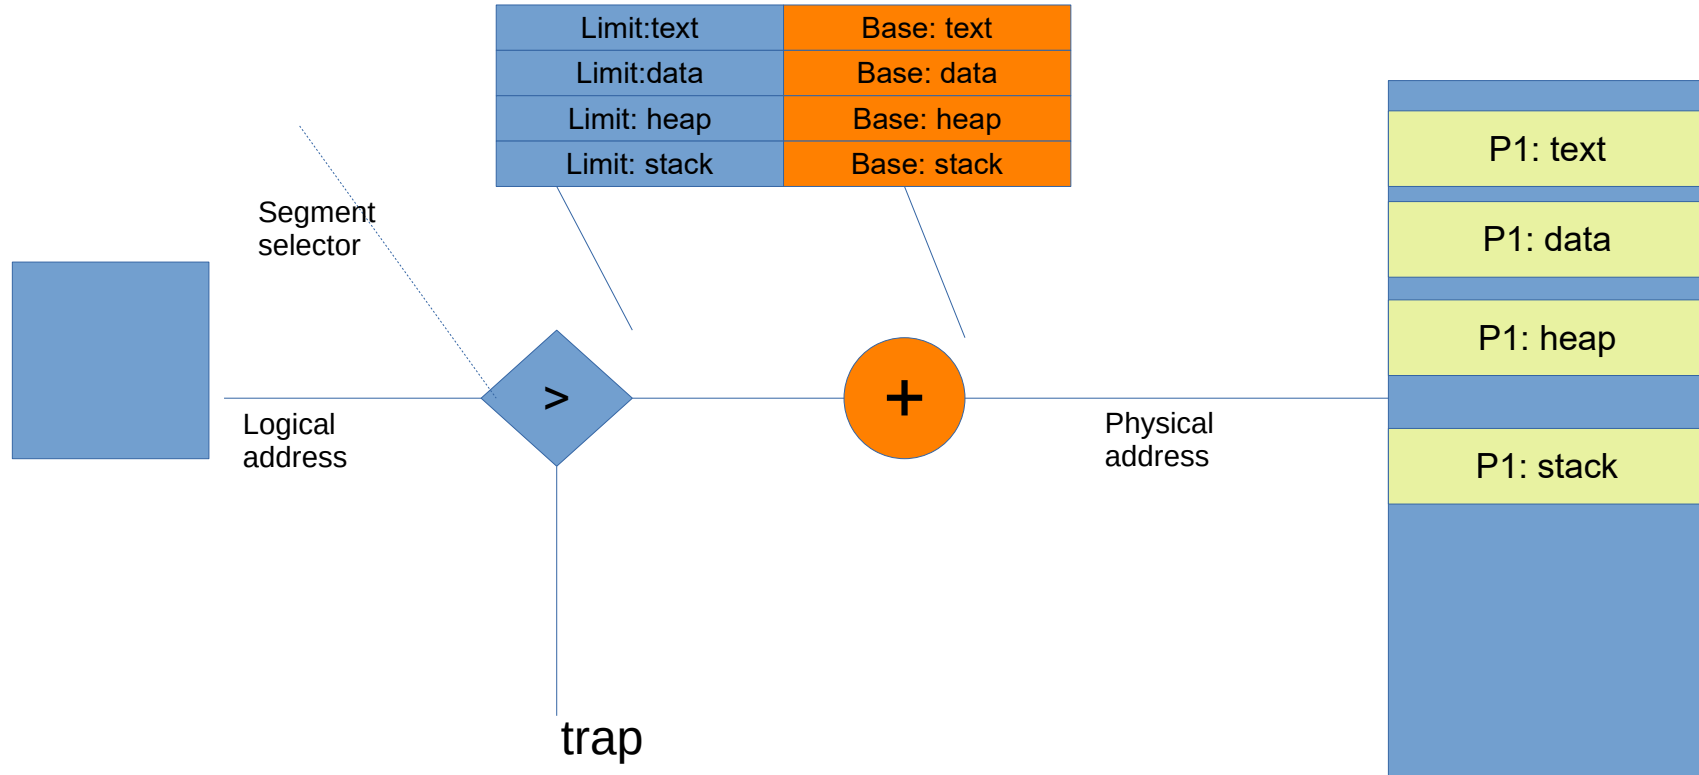 Limit:text Base: text
Limit:data Base: data
Limit: heap Base: heap
Limit: stack Base: stack
Segment
selector
Logical
address
>
+
Physical
address
trap
P1: text
P1: data
P1: heap
P1: stack